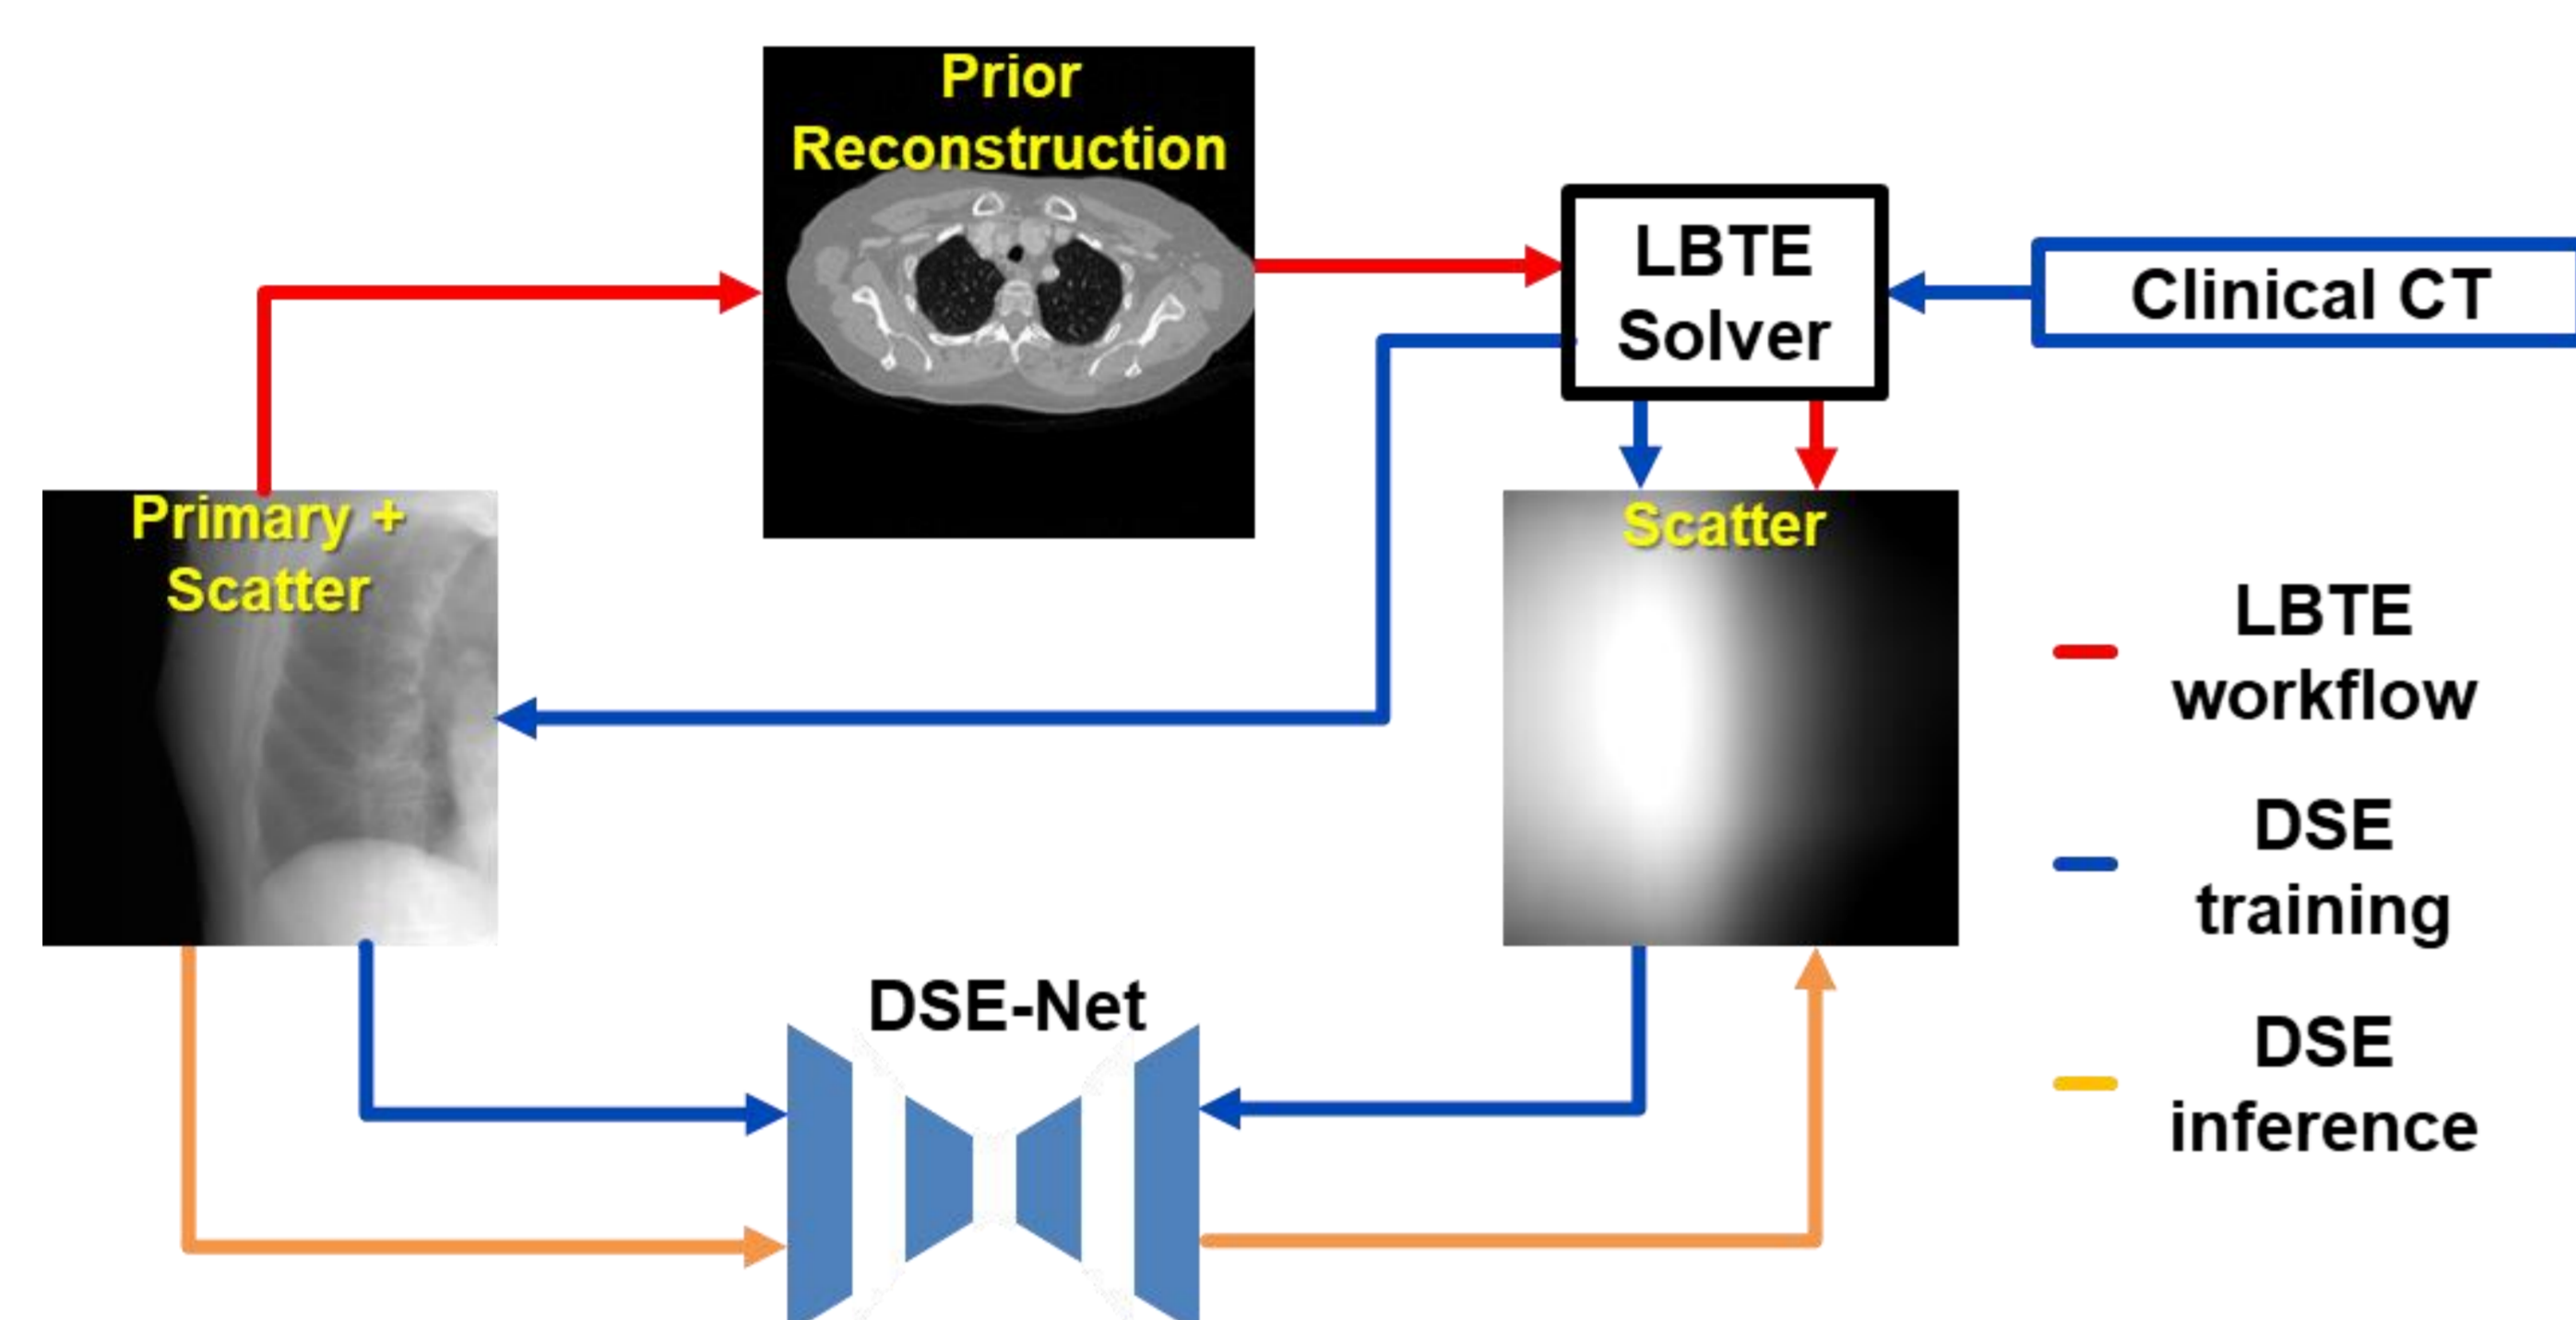 Prior
Reconstruction
LBTE
Solver
Clinical CT
Primary +
Scatter
Scatter
LBTE
workflow
DSE
training
DSE-Net
DSE
inference